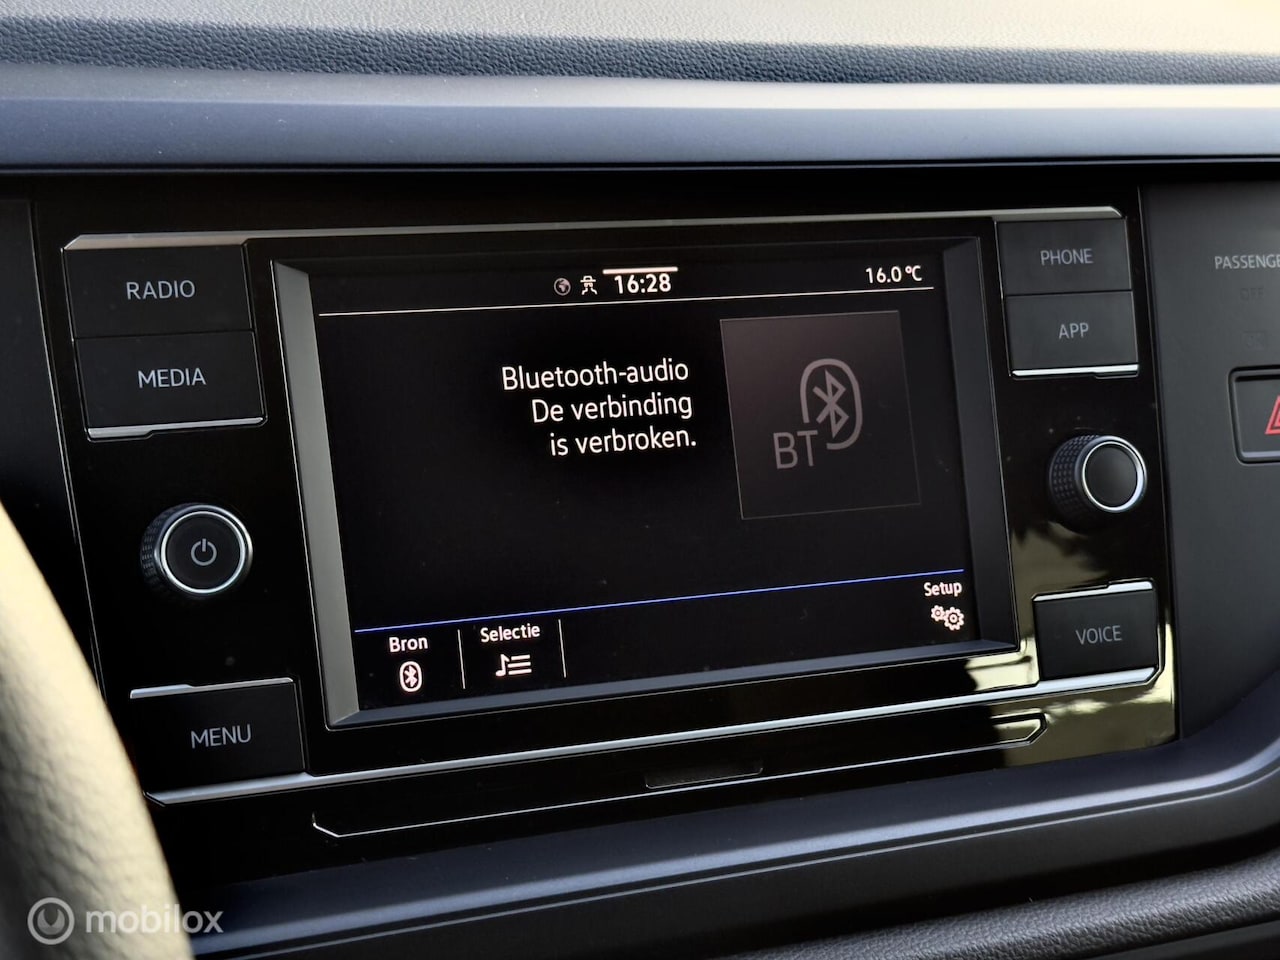 RADIO
MEDIA
MENU
16:28
16.0°C
Bluetooth-audio
De verbinding
is verbroken.
BT
Bron
Selectie
Setup
PHONE
APP
VOICE
mobilox